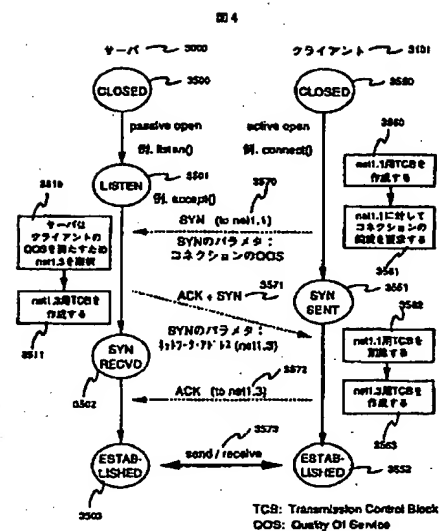 図4
サーバ 3000
クライアント 3101
CLOSED
3500
CLOSED
3550
passive open
例. listen()
active open
例. connect()
3560
net1.1用TCBを
作成する
LISTEN
3501
例. accept()
3570
SYN (to net1.1)
SYNのパラメタ:
コネクションのQOS
3510
サーバは
クライアントの
QOSを満たすため
net1.3を選択
net1.1に対して
コネクションの
接続を要求する
3561
net1.3用TCBを
作成する
3511
3571
ACK + SYN
SYNのパラメタ:
ネットワーク・アドレス(net1.3)
SYN
SENT
3551
3562
net1.1用TCBを
削除する
SYN
RECVD
3502
3572
ACK (to net1.3)
net1.3用TCBを
作成する
3563
3573
send / receive
ESTAB-
LISHED
3503
ESTAB-
LISHED
3552
TCB: Transmission Control Block
QOS: Quality Of Service